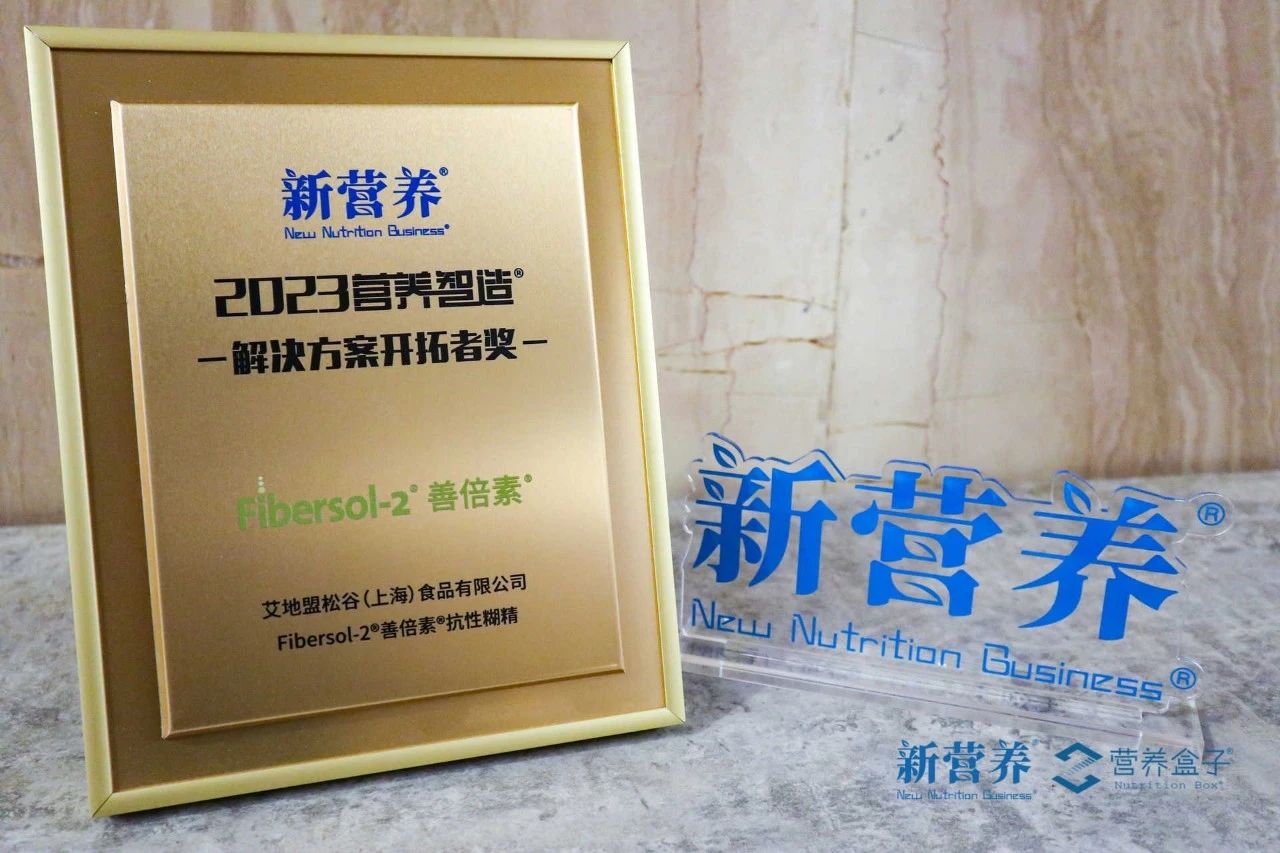 新营养®
New Nutrition Business®
2023营养智造®
—解决方案开拓者奖—
Fibersol-2® 善倍素®
艾地盟松谷(上海)食品有限公司
Fibersol-2®善倍素®抗性糊精
新营养®
New Nutrition Business®
新营养®
New Nutrition Business®
营养盒子®
Nutrition Box®